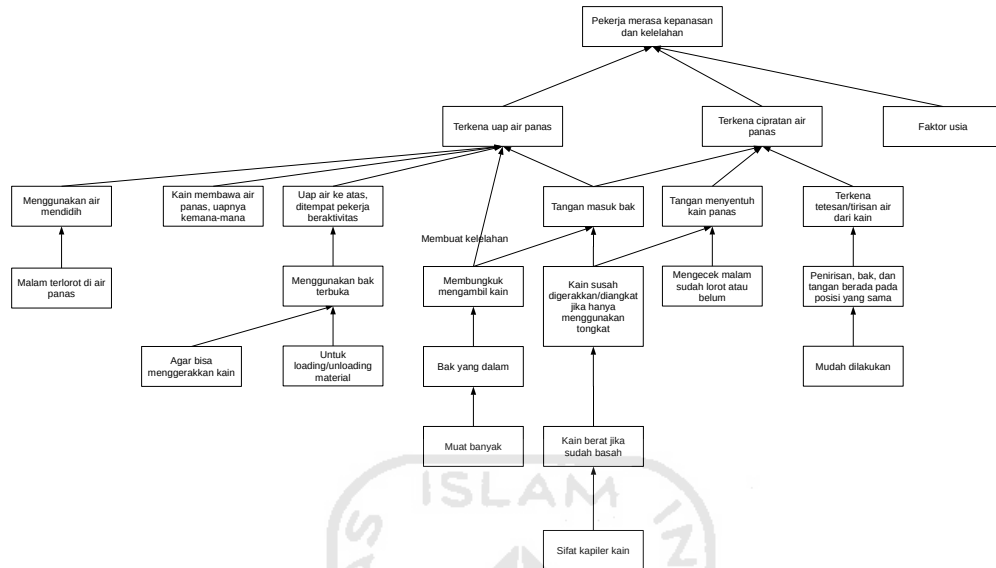 Pekerja merasa kepanasan
dan kelelahan
Terkena uap air panas
Terkena cipratan air
panas
Faktor usia
Menggunakan air
mendidih
Kain membawa air
panas, uapnya
kemana-mana
Uap air ke atas,
ditempat pekerja
beraktivitas
Tangan masuk bak
Tangan menyentuh
kain panas
Terkena
tetesan/tirisan air
dari kain
Membuat kelelahan
Malam terlorot di air
panas
Menggunakan bak
terbuka
Membungkuk
mengambil kain
Kain susah
digerakkan/diangkat
jika hanya
menggunakan
tongkat
Mengecek malam
sudah lorot atau
belum
Penirisan, bak, dan
tangan berada pada
posisi yang sama
Agar bisa
menggerakkan kain
Untuk
loading/unloading
material
Bak yang dalam
Mudah dilakukan
Muat banyak
Kain berat jika
sudah basah
ISLAM
Sifat kapiler kain